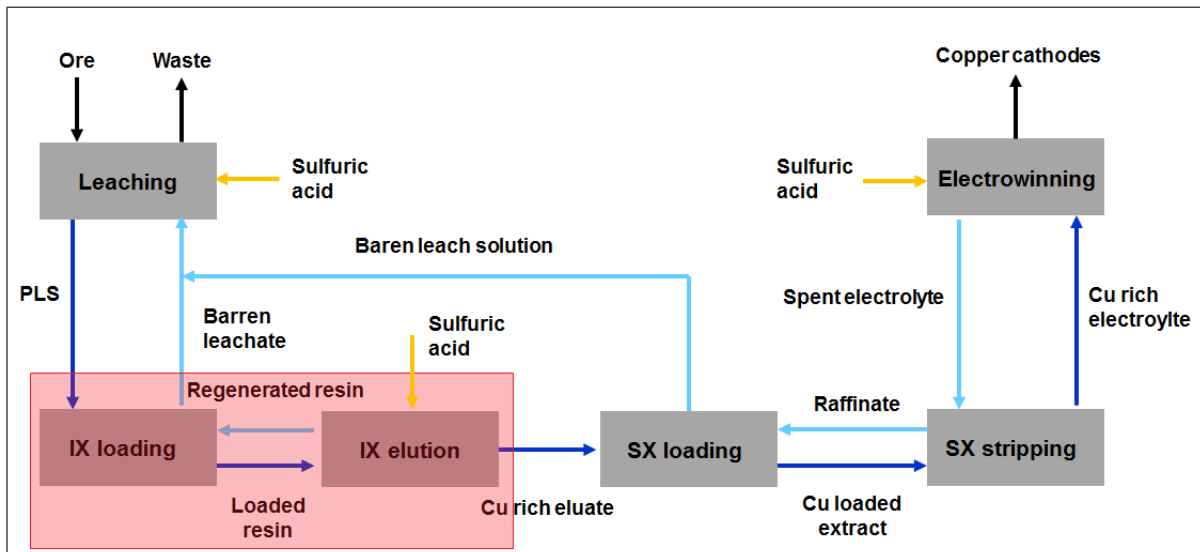 Ore
Waste
Copper cathodes
Leaching
Sulfuric
acid
Sulfuric
acid
Electrowinning
Baren leach solution
PLS
Barren
leachate
Sulfuric
acid
Spent electrolyte
Cu rich
electroylte
Regenerated resin
Raffinate
IX loading
IX elution
SX loading
SX stripping
Loaded
resin
Cu rich eluate
Cu loaded
extract